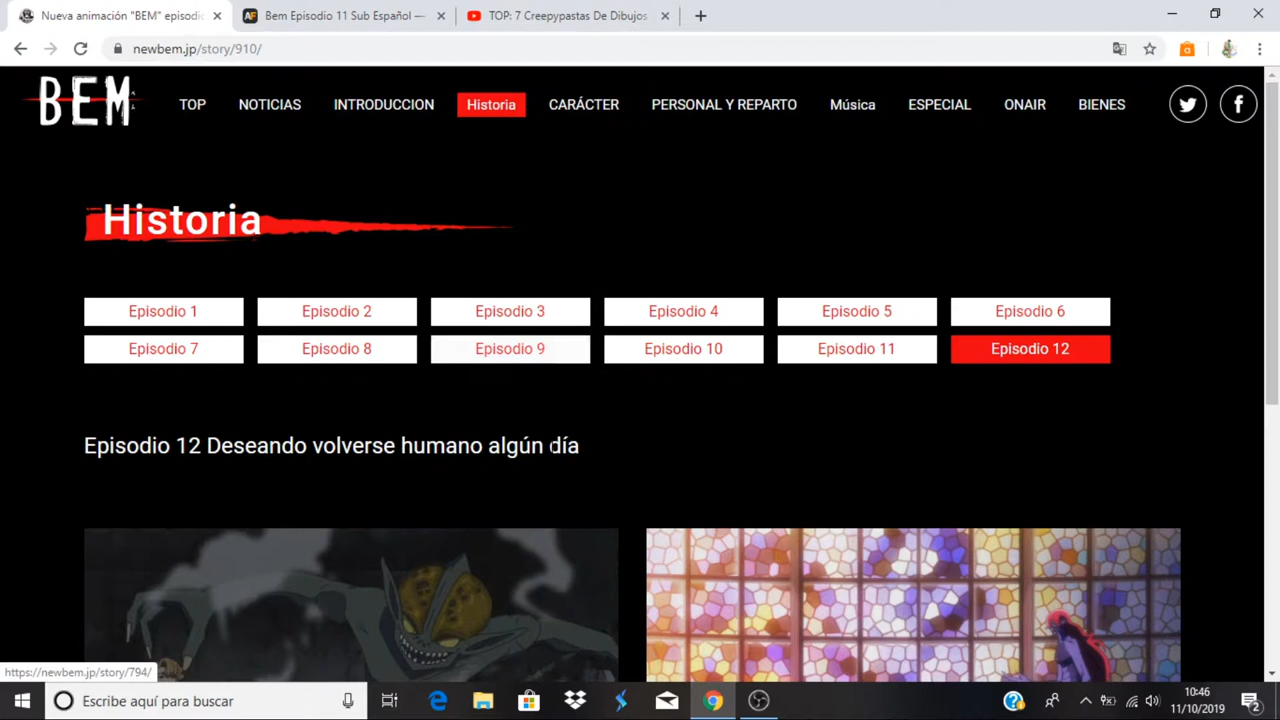 Nueva animación "BEM" episodic
Bem Episodio 11 Sub Español —
TOP: 7 Creepypastas De Dibujos
newbem.jp/story/910/
BEM
TOP
NOTICIAS
INTRODUCCION
Historia
CARÁCTER
PERSONAL Y REPARTO
Música
ESPECIAL
ONAIR
BIENES
Historia
Episodio 1
Episodio 2
Episodio 3
Episodio 4
Episodio 5
Episodio 6
Episodio 7
Episodio 8
Episodio 9
Episodio 10
Episodio 11
Episodio 12
Episodio 12 Deseando volverse humano algún día
https://newbem.jp/story/794/
Escribe aquí para buscar
10:46
11/10/2019
2